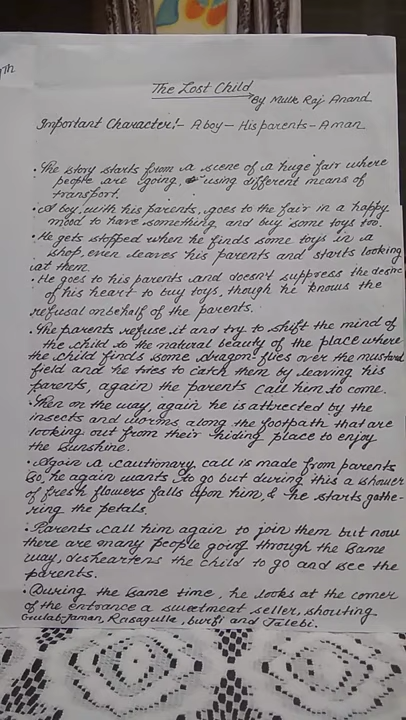 The Lost Child
By Mulk Raj Anand
Important Character!- A boy- His parents- A man
• The story starts from a scene of a huge fair where
people are going, using different means of
transport.
• A boy, with his parents, goes to the fair in a happy
mood to have something and buy some toys too.
• He gets stopped when he finds some toys in a
shop, even leaves his parents and starts looking
at them.
• He goes to his parents and doesn't suppress the desire
of his heart to buy toys, though he knows the
refusal onbehalf of the parents.
• The parents refuse it and try to shift the mind of
the child to the natural beauty of the place where
the child finds some dragon flies over the mustard
field and he tries to catch them by leaving his
parents, again the parents call him to come.
• Then on the way, again he is attrected by the
insects and worms along the footpath that are
looking out from their hiding place to enjoy
the sunshine.
• Again a cautionary call is made from parents
So, he again wants to go but during this a shower
of fresh flowers falls upon him, & he starts gathe-
ring the petals.
• Parents call him again to join them but now
there are many people going through the same
way, disheartens the child to go and see the
parents.
• During the same time, he looks at the corner
of the entrance a sweetmeat seller, shouting
Gulab-Jaman, Rasagulla, burfi and Jalebi.